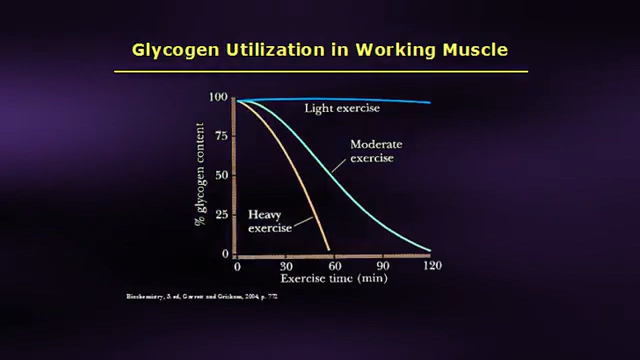 Glycogen Utilization in Working Muscle
100
75
50
25
0
% glycogen content
Light exercise
Moderate
exercise
Heavy
exercise
0 30 60 90 120
Exercise time (min)
Biochemistry, 3. ed, Garrett and Grisham, 2004, p. 772